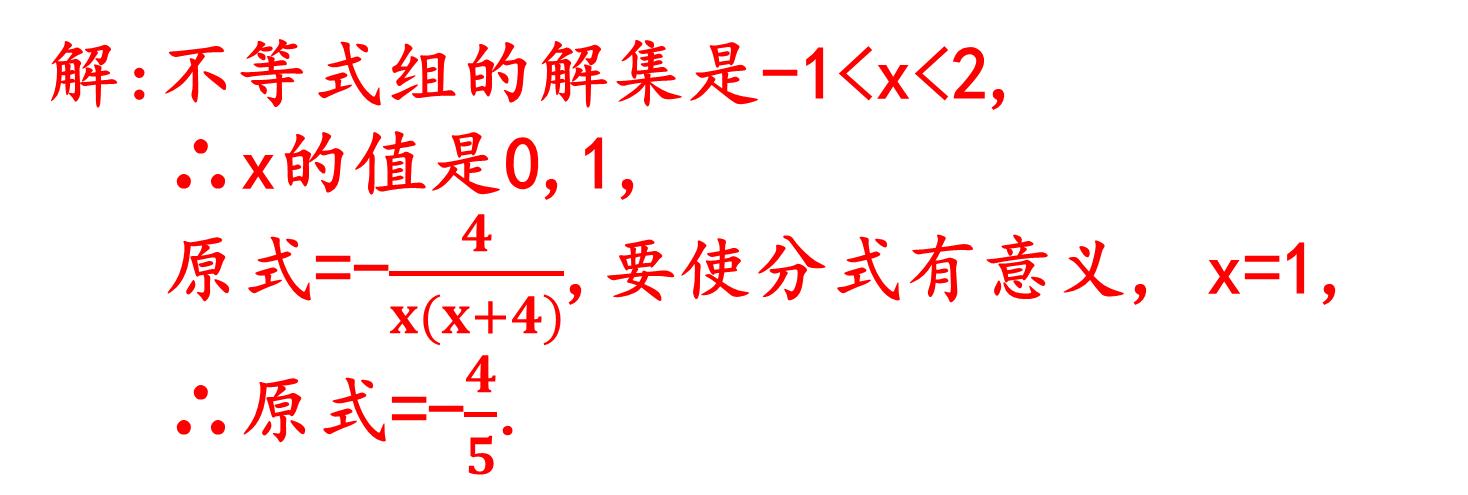 解:不等式组的解集是-1<x<2,
∴x的值是0,1,
原式=-4/x(x+4),要使分式有意义, x=1,
∴原式=-4/5.